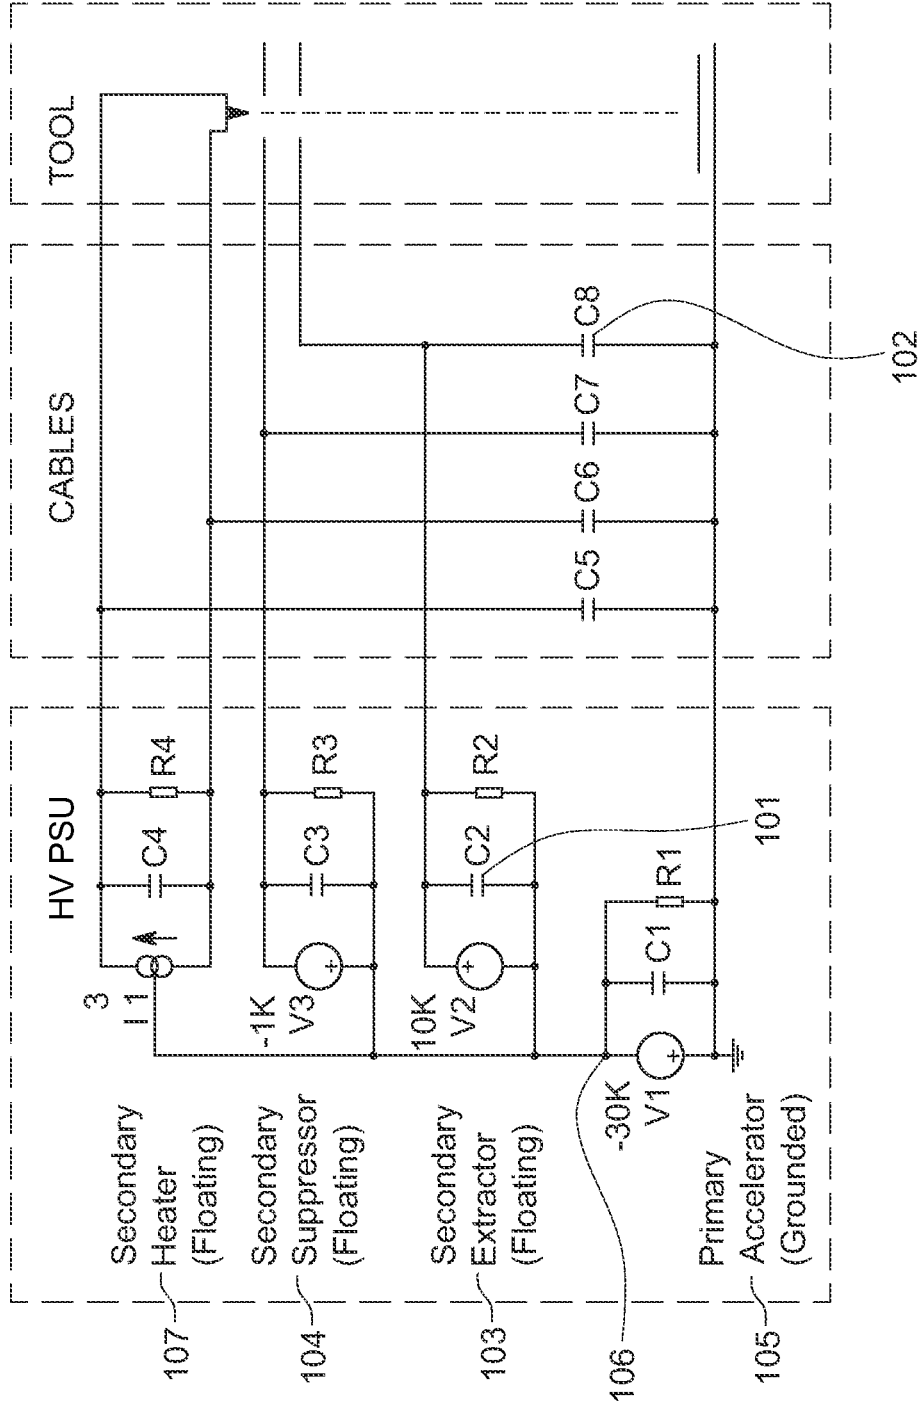 HV PSU
CABLES
TOOL
107
Secondary
Heater
(Floating)
3
I 1
C4
R4
104
Secondary
Suppressor
(Floating)
-1K
V3
C3
R3
103
Secondary
Extractor
(Floating)
10K
V2
C2
R2
101
106
105
Primary
Accelerator
(Grounded)
-30K
V1
C1
R1
C5
C6
C7
C8
102